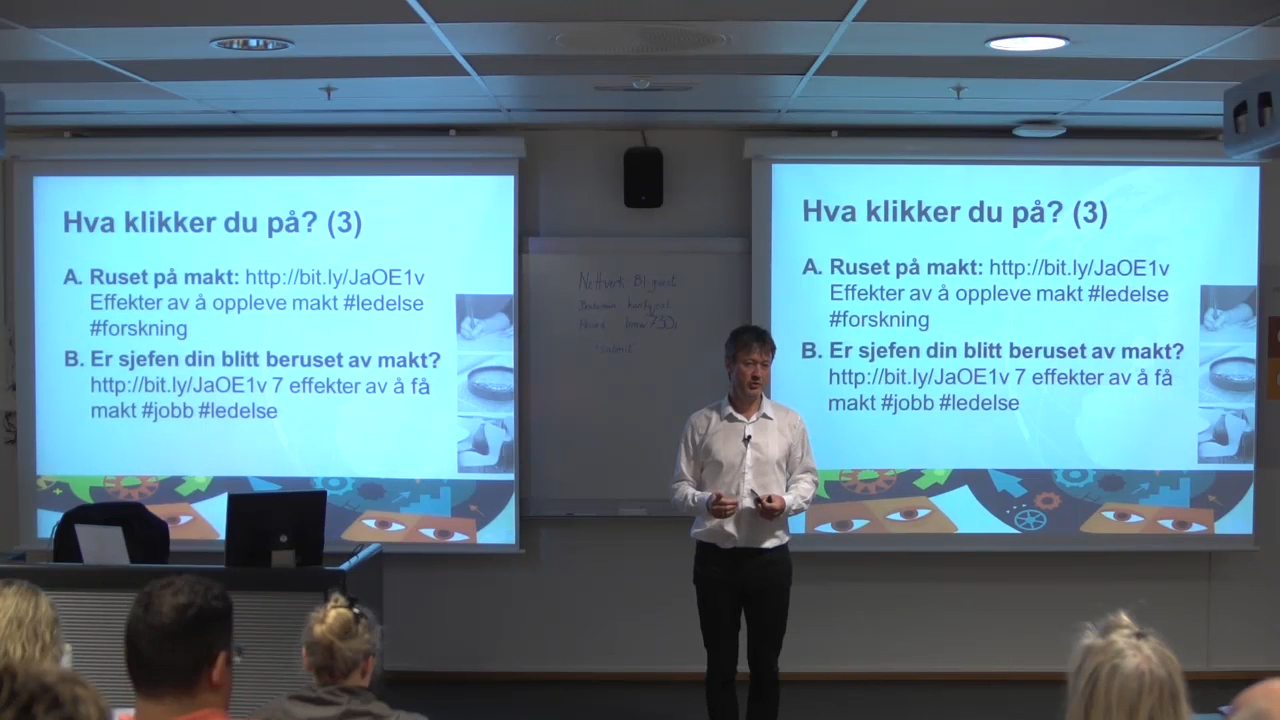 Hva klikker du på? (3)
A. Ruset på makt: http://bit.ly/JaOE1v
Effekter av å oppleve makt #ledelse
#forskning
B. Er sjefen din blitt beruset av makt?
http://bit.ly/JaOE1v 7 effekter av å få
makt #jobb #ledelse
Nettverk BI-guest
Hva klikker du på? (3)
A. Ruset på makt: http://bit.ly/JaOE1v
Effekter av å oppleve makt #ledelse
#forskning
B. Er sjefen din blitt beruset av makt?
http://bit.ly/JaOE1v 7 effekter av å få
makt #jobb #ledelse